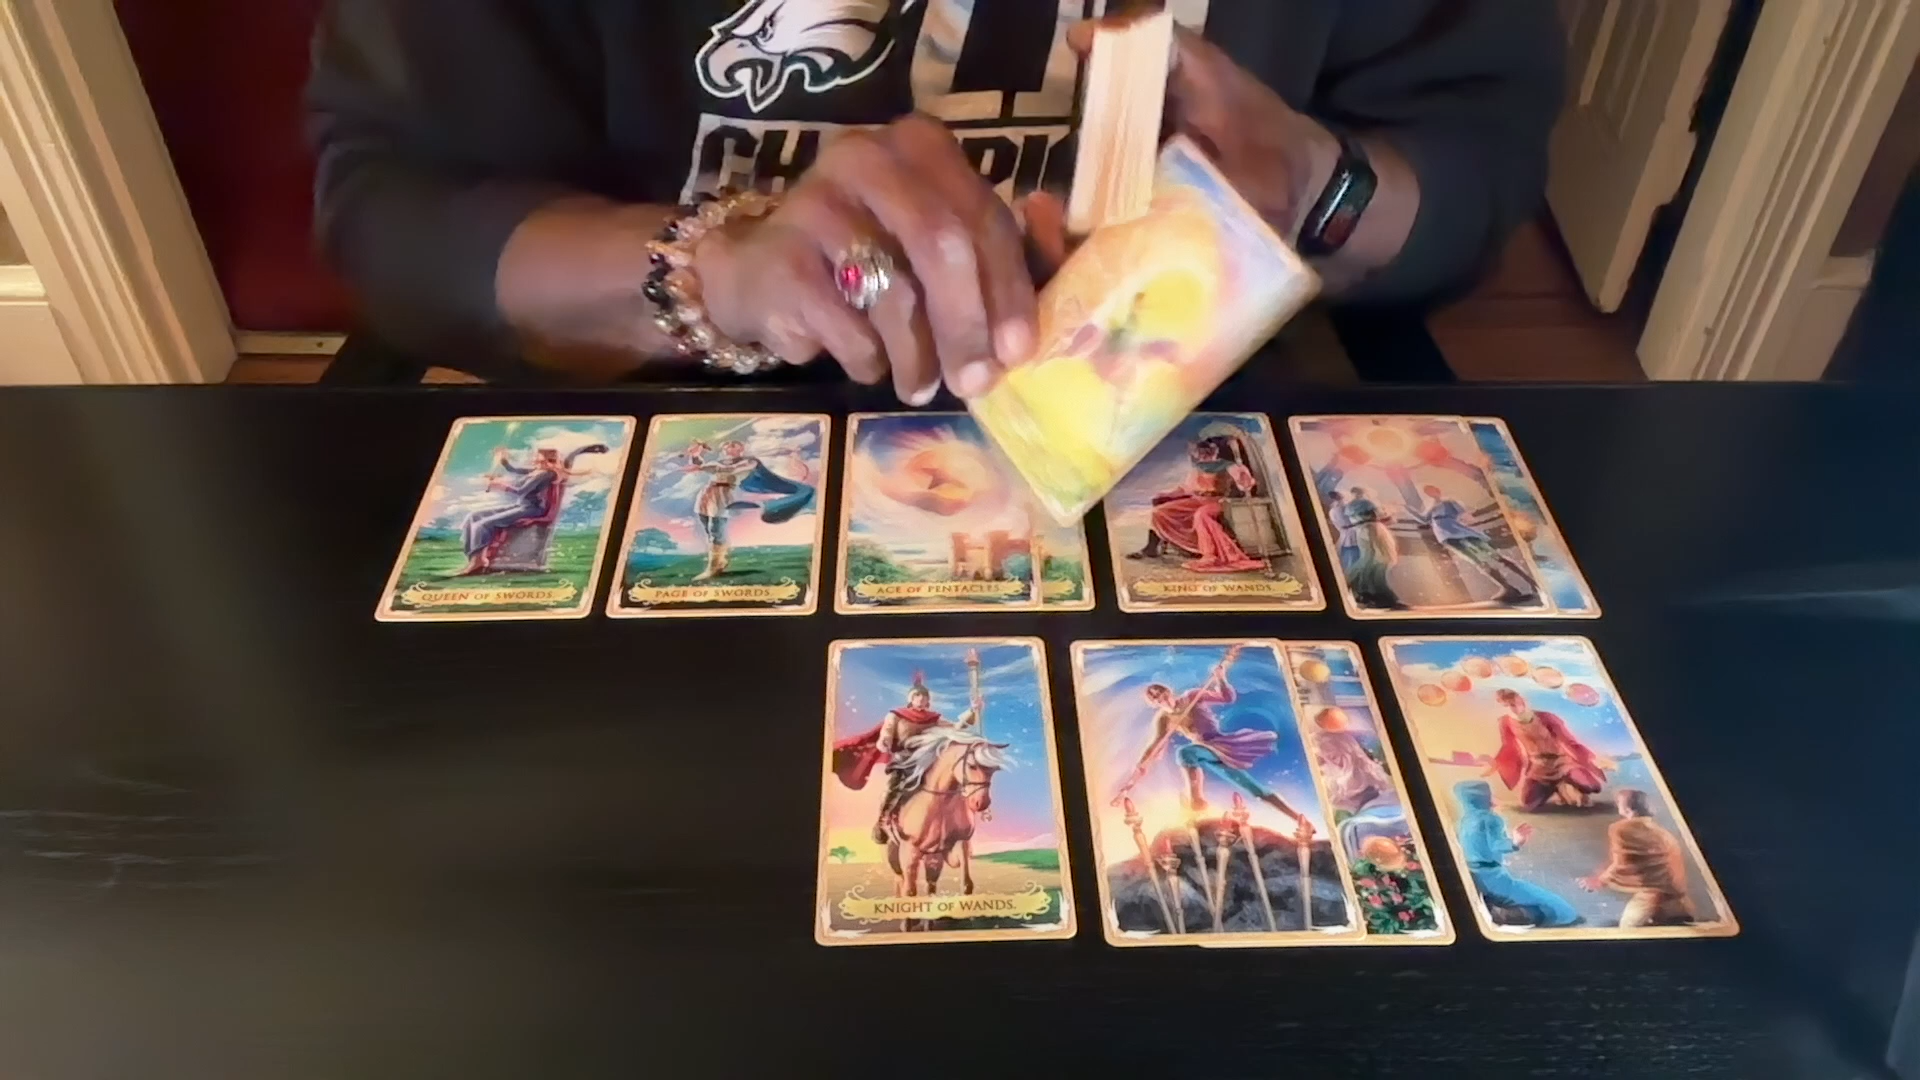 QUEEN OF SWORDS.
PAGE OF SWORDS.
ACE OF PENTACLES.
KING OF WANDS.
KNIGHT OF WANDS.